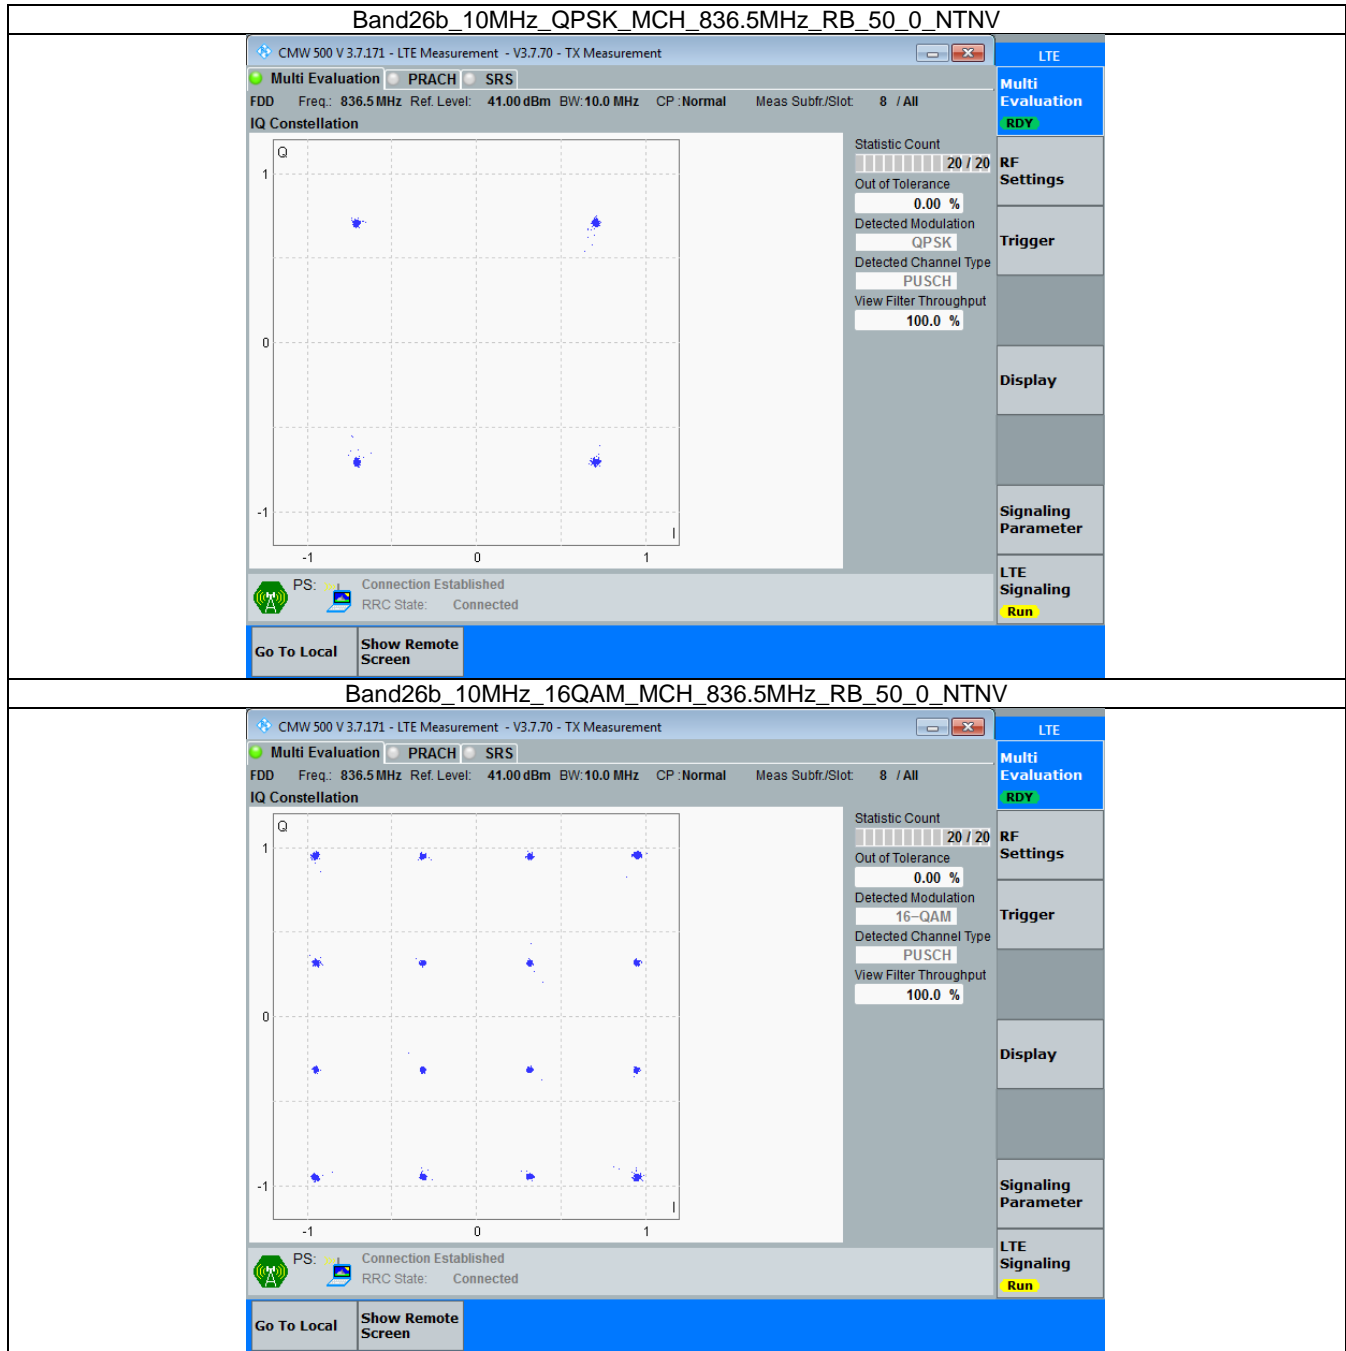 Band26b_10MHz_QPSK_MCH_836.5MHz_RB_50_0_NTNV
CMW 500 V 3.7.171 - LTE Measurement - V3.7.70 - TX Measurement
LTE
Multi Evaluation PRACH SRS
Multi
Evaluation
RDY
FDD Freq.: 836.5 MHz Ref. Level: 41.00 dBm BW: 10.0 MHz CP : Normal Meas Subfr./Slot: 8 / All
IQ Constellation
Q
1
0
-1
-1 0 1
I
Statistic Count
20 / 20
Out of Tolerance
0.00 %
Detected Modulation
QPSK
Detected Channel Type
PUSCH
View Filter Throughput
100.0 %
RF
Settings
Trigger
Display
Signaling
Parameter
LTE
Signaling
Run
PS: Connection Established
RRC State: Connected
Go To Local
Show Remote
Screen
Band26b_10MHz_16QAM_MCH_836.5MHz_RB_50_0_NTNV
CMW 500 V 3.7.171 - LTE Measurement - V3.7.70 - TX Measurement
LTE
Multi Evaluation PRACH SRS
Multi
Evaluation
RDY
FDD Freq.: 836.5 MHz Ref. Level: 41.00 dBm BW: 10.0 MHz CP : Normal Meas Subfr./Slot: 8 / All
IQ Constellation
Q
1
0
-1
-1 0 1
I
Statistic Count
20 / 20
Out of Tolerance
0.00 %
Detected Modulation
16-QAM
Detected Channel Type
PUSCH
View Filter Throughput
100.0 %
RF
Settings
Trigger
Display
Signaling
Parameter
LTE
Signaling
Run
PS: Connection Established
RRC State: Connected
Go To Local
Show Remote
Screen